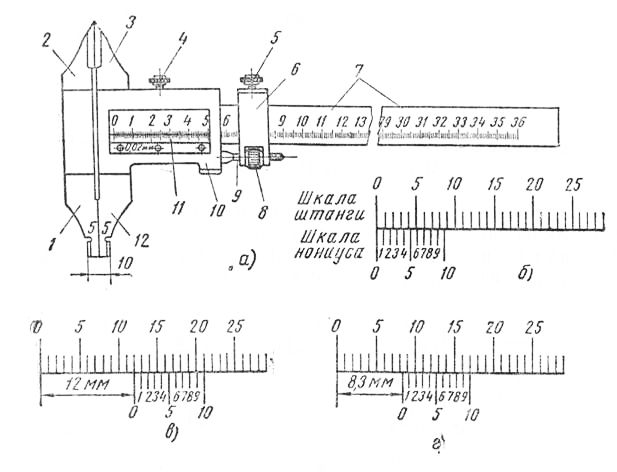 2
3
4
5
6
7
0 1 2 3 4 5 6 9 10 11 12 13 29 30 31 32 33 34 35 36
0,02мм
1
5 5
12
11
10
9
8
10
а)
0 5 10 15 20 25
Шкала
штанги
Шкала
нониуса
1 2 3 4 6 7 8 9
0 5 10
б)
0 5 10 15 20 25
12 мм
1 2 3 4 6 7 8 9
0 5 10
в)
0 5 10 15 20 25
8,3 мм
1 2 3 4 6 7 8 9
0 5 10
г)